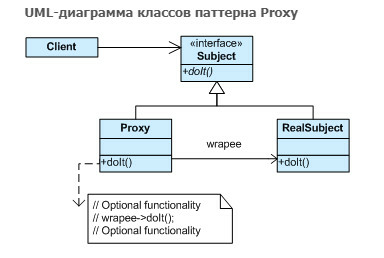 UML-диаграмма классов паттерна Proxy
Client
«interface»
Subject
+doIt()
Proxy
+doIt()
wrapee
RealSubject
+doIt()
// Optional functionality
// wrapee->doIt();
// Optional functionality